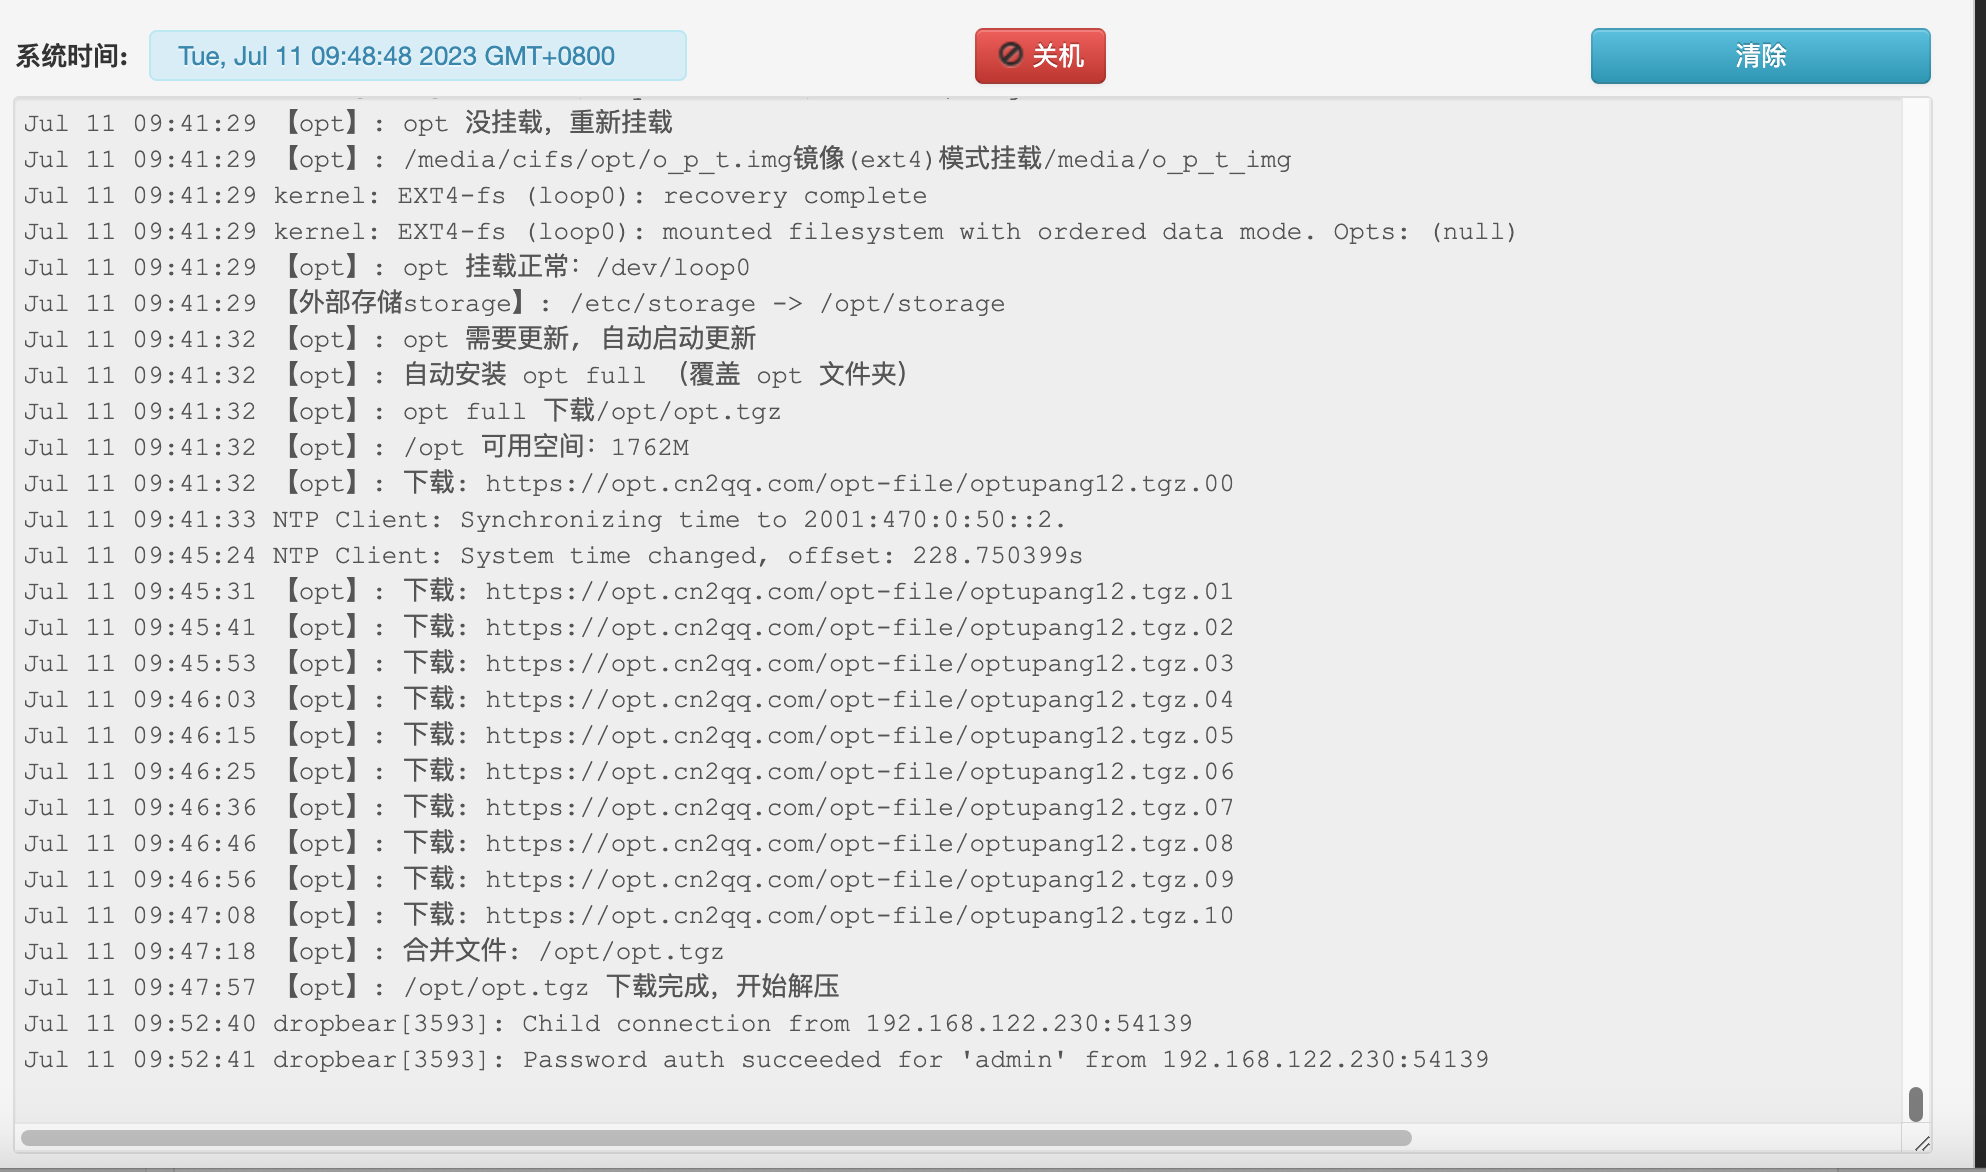 系统时间: Tue, Jul 11 09:48:48 2023 GMT+0800 关机 清除
Jul 11 09:41:29 【opt】: opt 没挂载，重新挂载
Jul 11 09:41:29 【opt】: /media/cifs/opt/o_p_t.img镜像(ext4)模式挂载/media/o_p_t_img
Jul 11 09:41:29 kernel: EXT4-fs (loop0): recovery complete
Jul 11 09:41:29 kernel: EXT4-fs (loop0): mounted filesystem with ordered data mode. Opts: (null)
Jul 11 09:41:29 【opt】: opt 挂载正常：/dev/loop0
Jul 11 09:41:29 【外部存储storage】: /etc/storage -> /opt/storage
Jul 11 09:41:32 【opt】: opt 需要更新, 自动启动更新
Jul 11 09:41:32 【opt】: 自动安装 opt full （覆盖 opt 文件夹）
Jul 11 09:41:32 【opt】: opt full 下载/opt/opt.tgz
Jul 11 09:41:32 【opt】: /opt 可用空间：1762M
Jul 11 09:41:32 【opt】: 下载: https://opt.cn2qq.com/opt-file/optupang12.tgz.00
Jul 11 09:41:33 NTP Client: Synchronizing time to 2001:470:0:50::2.
Jul 11 09:45:24 NTP Client: System time changed, offset: 228.750399s
Jul 11 09:45:31 【opt】: 下载: https://opt.cn2qq.com/opt-file/optupang12.tgz.01
Jul 11 09:45:41 【opt】: 下载: https://opt.cn2qq.com/opt-file/optupang12.tgz.02
Jul 11 09:45:53 【opt】: 下载: https://opt.cn2qq.com/opt-file/optupang12.tgz.03
Jul 11 09:46:03 【opt】: 下载: https://opt.cn2qq.com/opt-file/optupang12.tgz.04
Jul 11 09:46:15 【opt】: 下载: https://opt.cn2qq.com/opt-file/optupang12.tgz.05
Jul 11 09:46:25 【opt】: 下载: https://opt.cn2qq.com/opt-file/optupang12.tgz.06
Jul 11 09:46:36 【opt】: 下载: https://opt.cn2qq.com/opt-file/optupang12.tgz.07
Jul 11 09:46:46 【opt】: 下载: https://opt.cn2qq.com/opt-file/optupang12.tgz.08
Jul 11 09:46:56 【opt】: 下载: https://opt.cn2qq.com/opt-file/optupang12.tgz.09
Jul 11 09:47:08 【opt】: 下载: https://opt.cn2qq.com/opt-file/optupang12.tgz.10
Jul 11 09:47:18 【opt】: 合并文件: /opt/opt.tgz
Jul 11 09:47:57 【opt】: /opt/opt.tgz 下载完成，开始解压
Jul 11 09:52:40 dropbear[3593]: Child connection from 192.168.122.230:54139
Jul 11 09:52:41 dropbear[3593]: Password auth succeeded for 'admin' from 192.168.122.230:54139